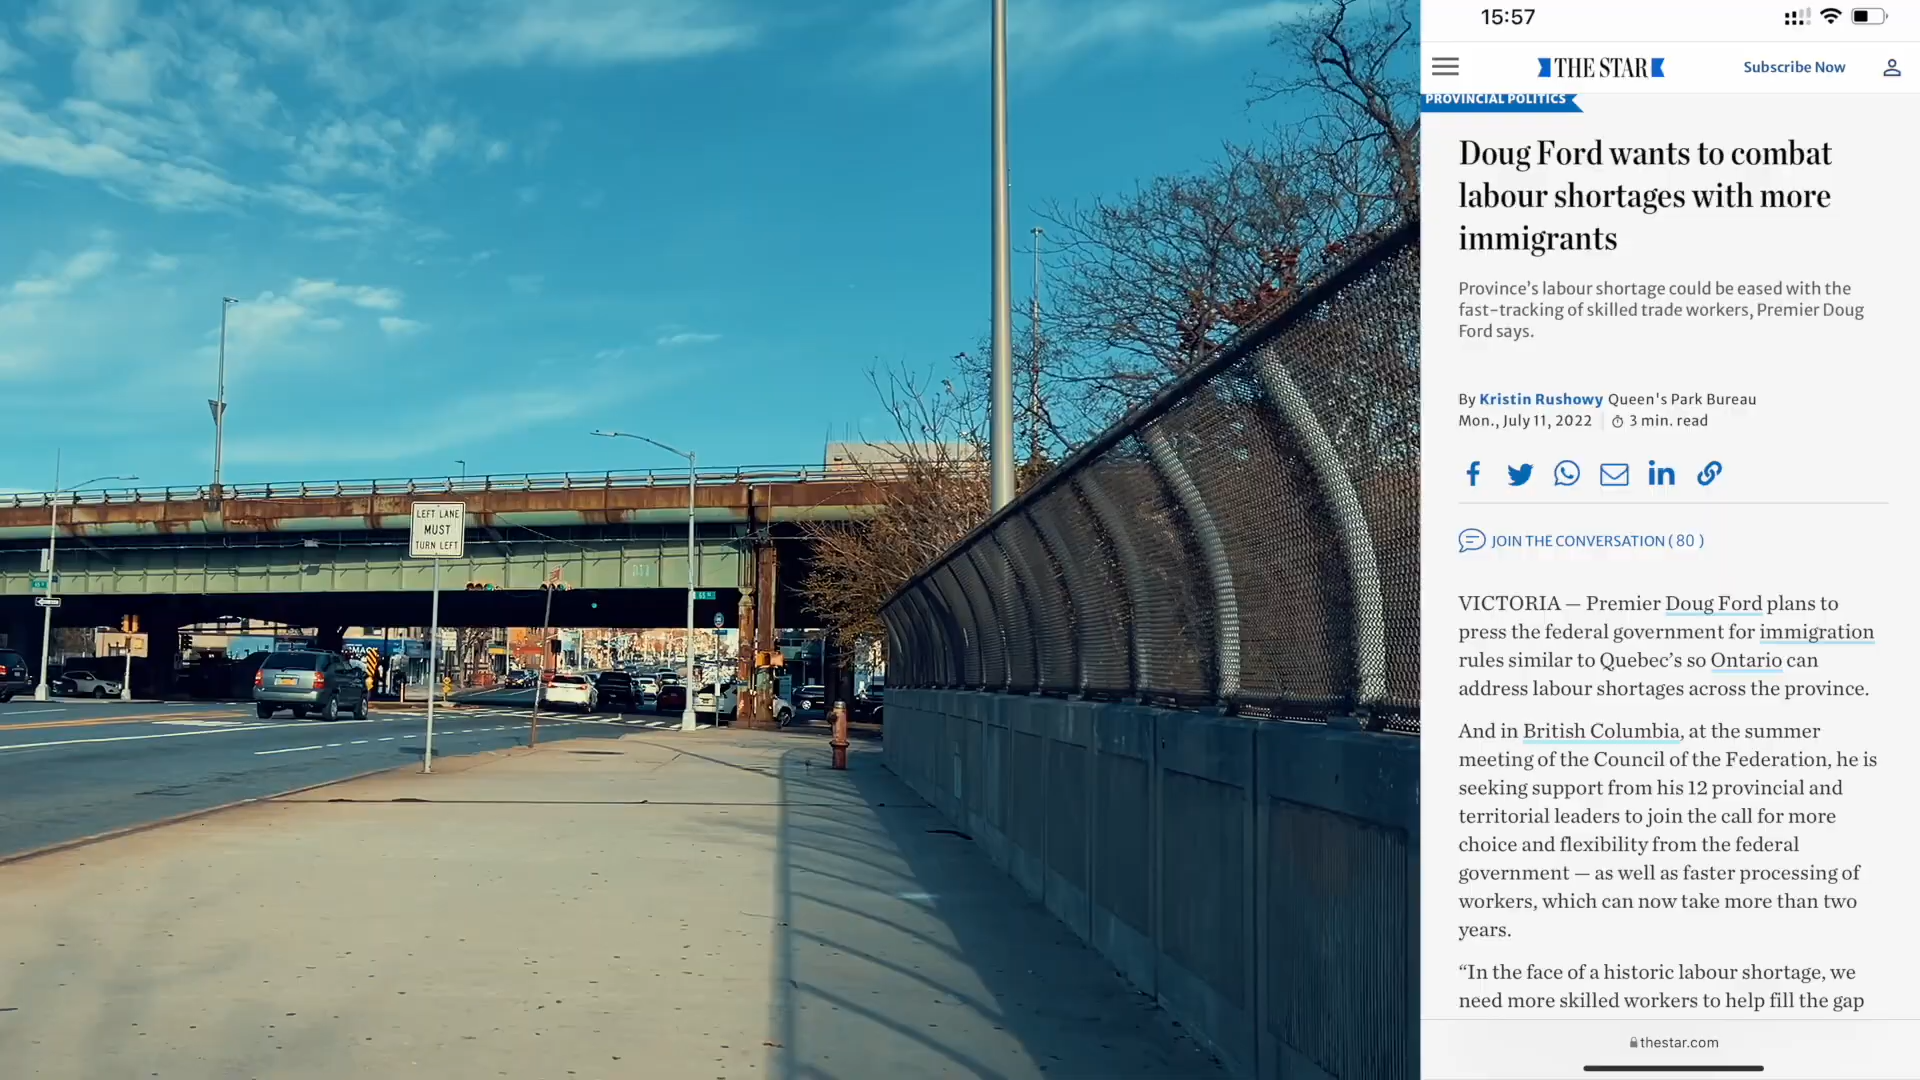 LEFT LANE
MUST
TURN LEFT
15:57
THE STAR
Subscribe Now
PROVINCIAL POLITICS
Doug Ford wants to combat
labour shortages with more
immigrants
Province's labour shortage could be eased with the
fast-tracking of skilled trade workers, Premier Doug
Ford says.
By Kristin Rushowy Queen's Park Bureau
Mon., July 11, 2022 3 min. read
JOIN THE CONVERSATION ( 80 )
VICTORIA — Premier Doug Ford plans to
press the federal government for immigration
rules similar to Quebec’s so Ontario can
address labour shortages across the province.
And in British Columbia, at the summer
meeting of the Council of the Federation, he is
seeking support from his 12 provincial and
territorial leaders to join the call for more
choice and flexibility from the federal
government — as well as faster processing of
workers, which can now take more than two
years.
“In the face of a historic labour shortage, we
need more skilled workers to help fill the gap
thestar.com